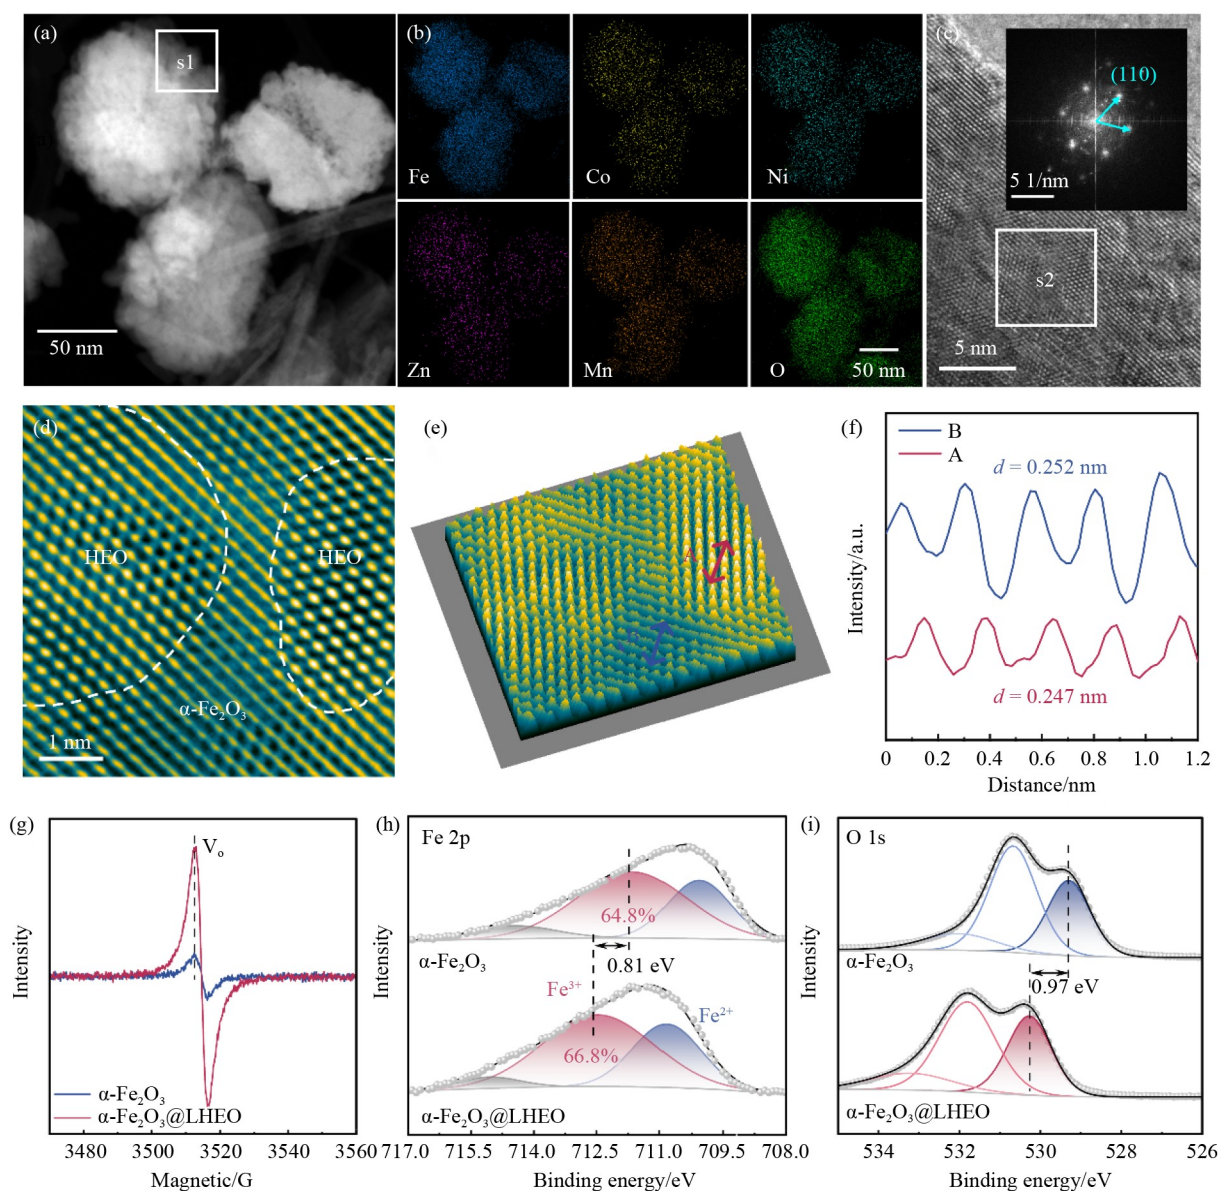 (a)
s1
50 nm
(b)
Fe
Co
Ni
Zn
Mn
O
50 nm
(c)
(110)
5 1/nm
s2
5 nm
(d)
HEO
HEO
α-Fe₂O₃
1 nm
(e)
A
(f)
B
A
d = 0.252 nm
d = 0.247 nm
Intensity/a.u.
0 0.2 0.4 0.6 0.8 1.0 1.2
Distance/nm
(g)
Vₒ
Intensity
α-Fe₂O₃
α-Fe₂O₃@LHEO
3480 3500 3520 3540 3560
Magnetic/G
(h)
Fe 2p
64.8%
α-Fe₂O₃
0.81 eV
Fe³⁺
Fe²⁺
66.8%
α-Fe₂O₃@LHEO
Intensity
717.0 715.5 714.0 712.5 711.0 709.5 708.0
Binding energy/eV
(i)
O 1s
α-Fe₂O₃
0.97 eV
α-Fe₂O₃@LHEO
Intensity
534 532 530 528 526
Binding energy/eV